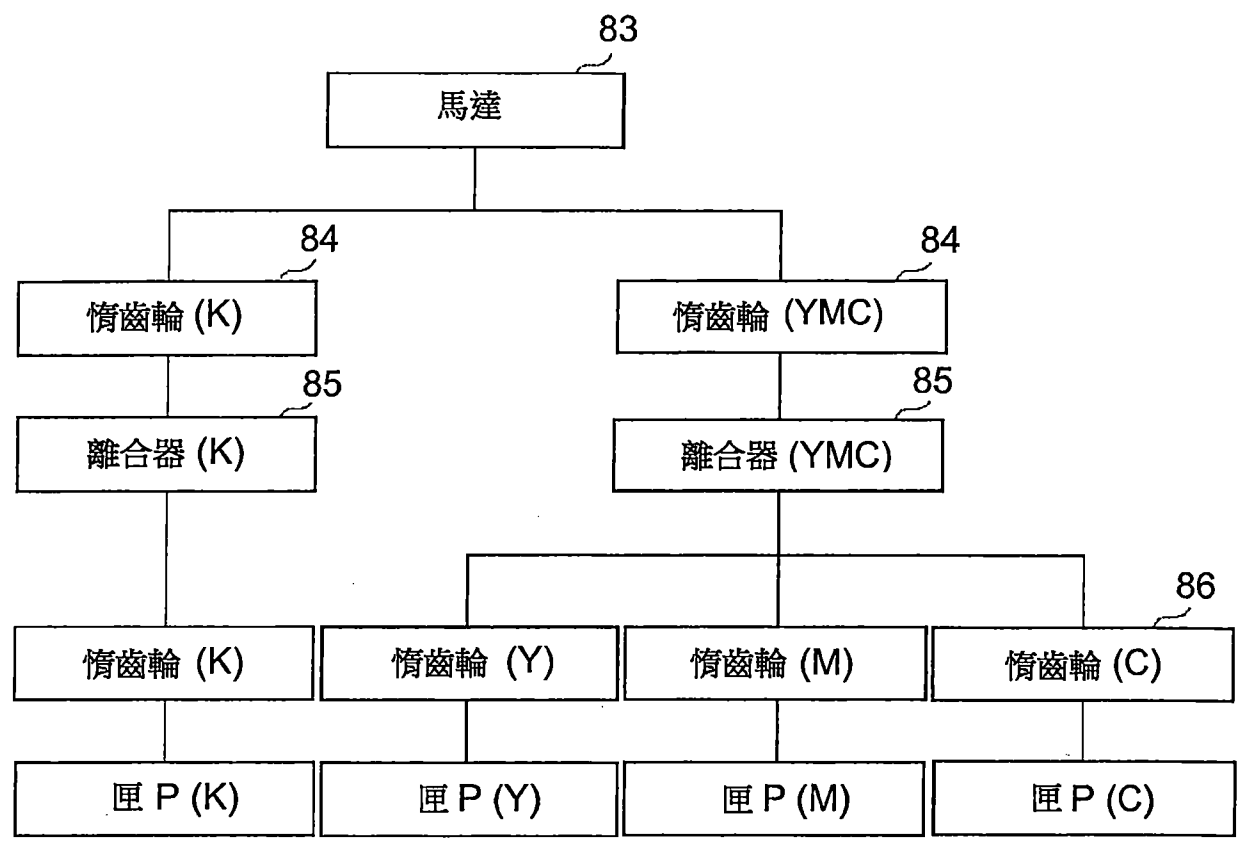 83
馬達
84
84
惰齒輪 (K)
惰齒輪 (YMC)
85
85
離合器 (K)
離合器 (YMC)
86
惰齒輪 (K)
惰齒輪 (Y)
惰齒輪 (M)
惰齒輪 (C)
匣 P (K)
匣 P (Y)
匣 P (M)
匣 P (C)